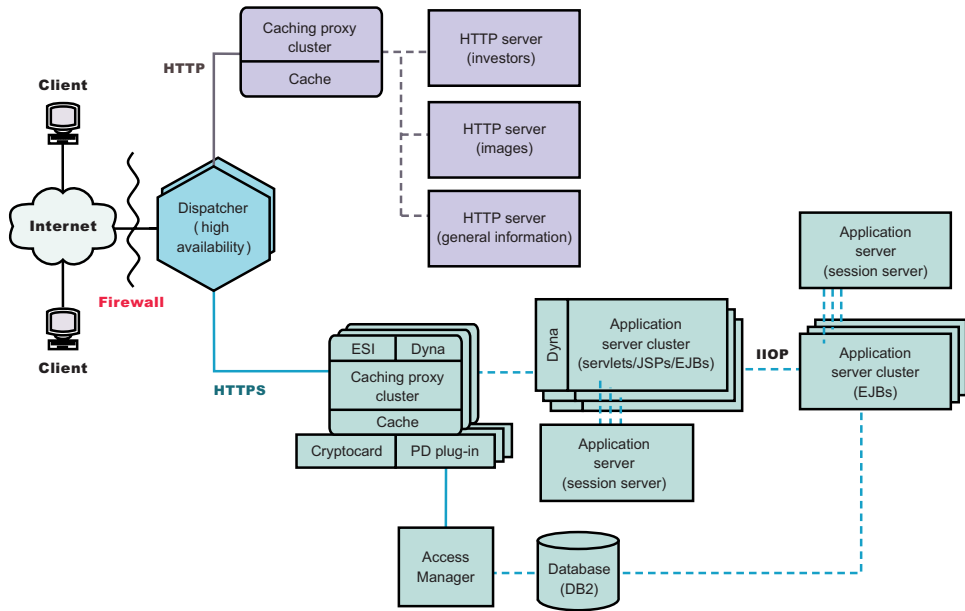 Client
Internet
Client
Firewall
HTTP
HTTPS
Dispatcher
( high
availability )
Caching proxy
cluster
Cache
HTTP server
(investors)
HTTP server
(images)
HTTP server
(general information)
ESI
Dyna
Caching proxy
cluster
Cache
Cryptocard
PD plug-in
Dyna
Application
server cluster
(servlets/JSPs/EJBs)
Application
server
(session server)
IIOP
Application
server
(session server)
Application
server cluster
(EJBs)
Access
Manager
Database
(DB2)